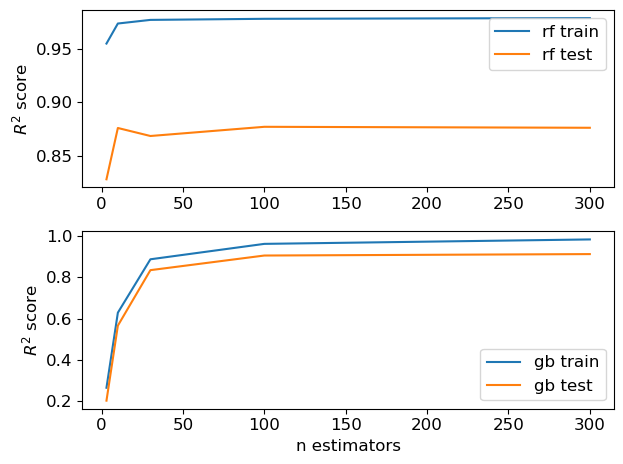 0.95
0.90
0.85
R² score
rf train
rf test
0 50 100 150 200 250 300
1.0
0.8
0.6
0.4
0.2
R² score
gb train
gb test
0 50 100 150 200 250 300
n estimators